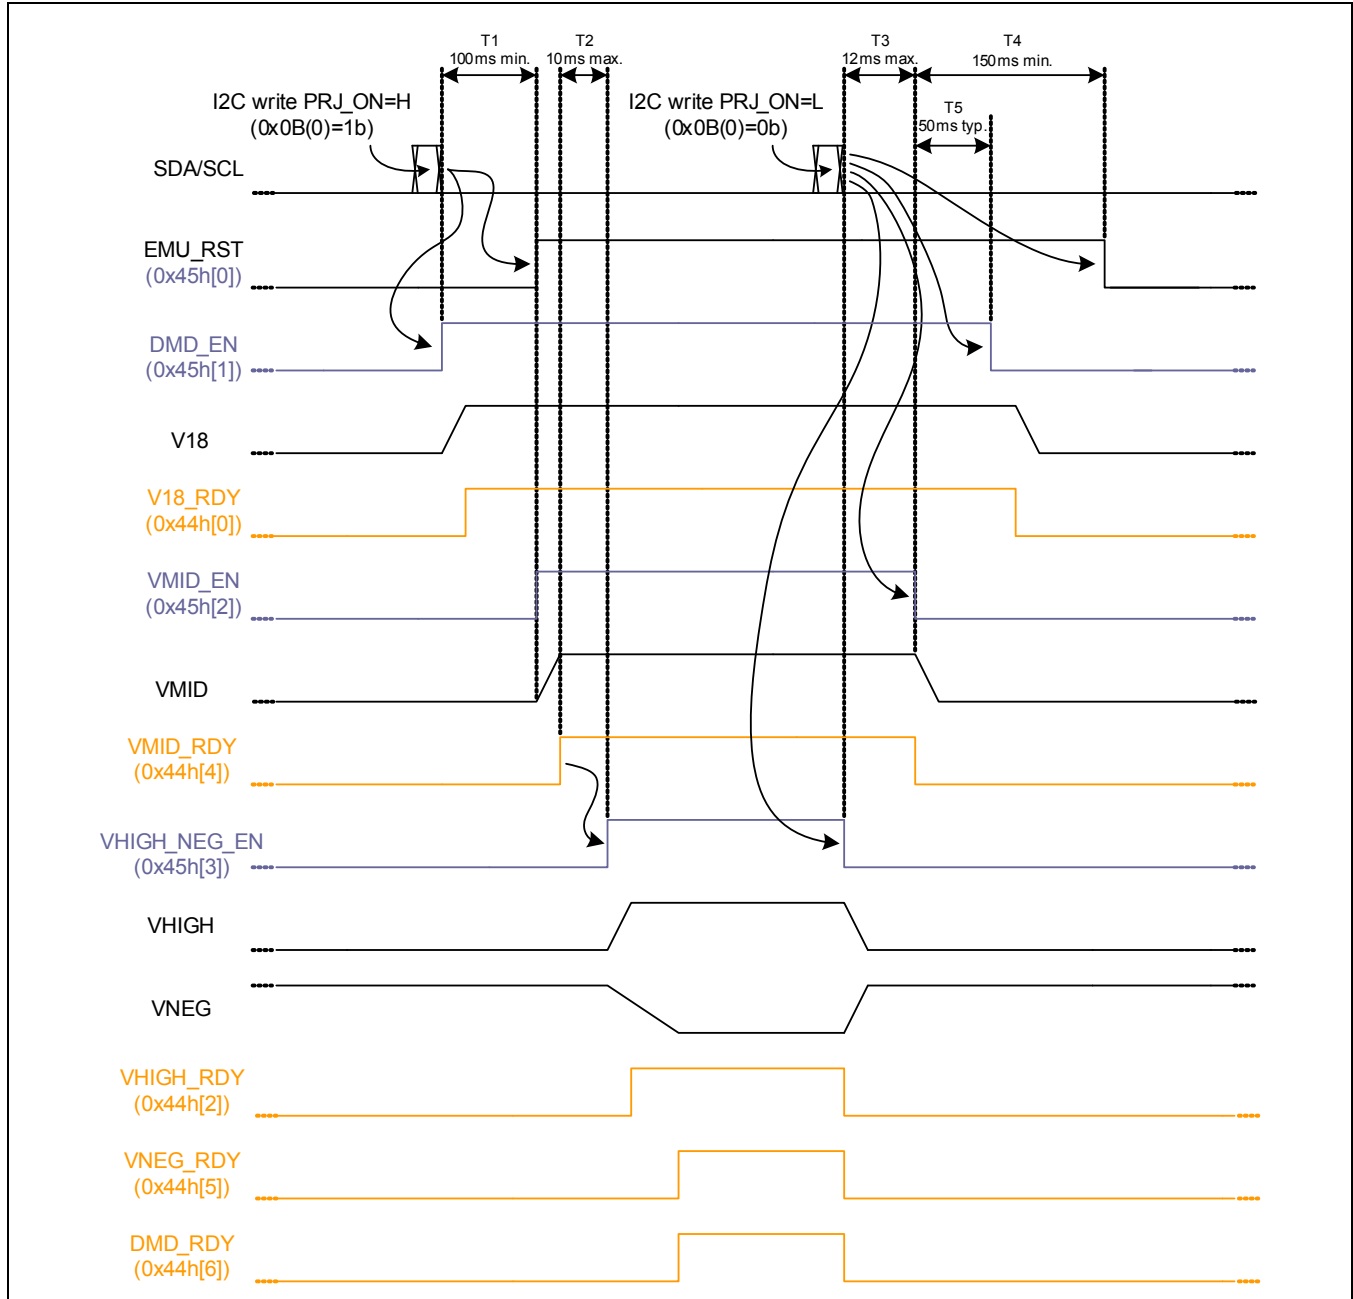 T1
100ms min.
T2
10ms max.
T3
12ms max.
T4
150ms min.
I2C write PRJ_ON=H
(0x0B(0)=1b)
I2C write PRJ_ON=L
(0x0B(0)=0b)
T5
50ms typ.
SDA/SCL
EMU_RST
(0x45h[0])
DMD_EN
(0x45h[1])
V18
V18_RDY
(0x44h[0])
VMID_EN
(0x45h[2])
VMID
VMID_RDY
(0x44h[4])
VHIGH_NEG_EN
(0x45h[3])
VHIGH
VNEG
VHIGH_RDY
(0x44h[2])
VNEG_RDY
(0x44h[5])
DMD_RDY
(0x44h[6])